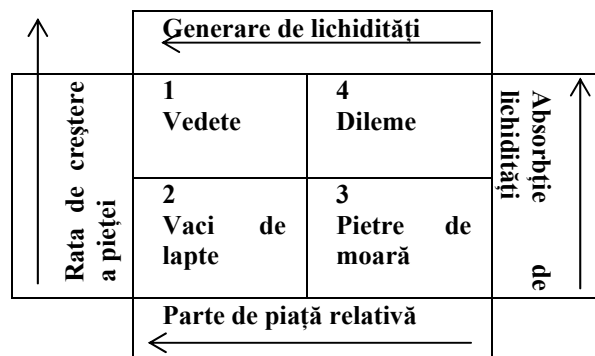 Generare de lichidități
Rata de creştere
a pieței
1
Vedete
4
Dileme
2
Vaci de
lapte
3
Pietre de
moară
Absorbție de
lichidități
Parte de piață relativă